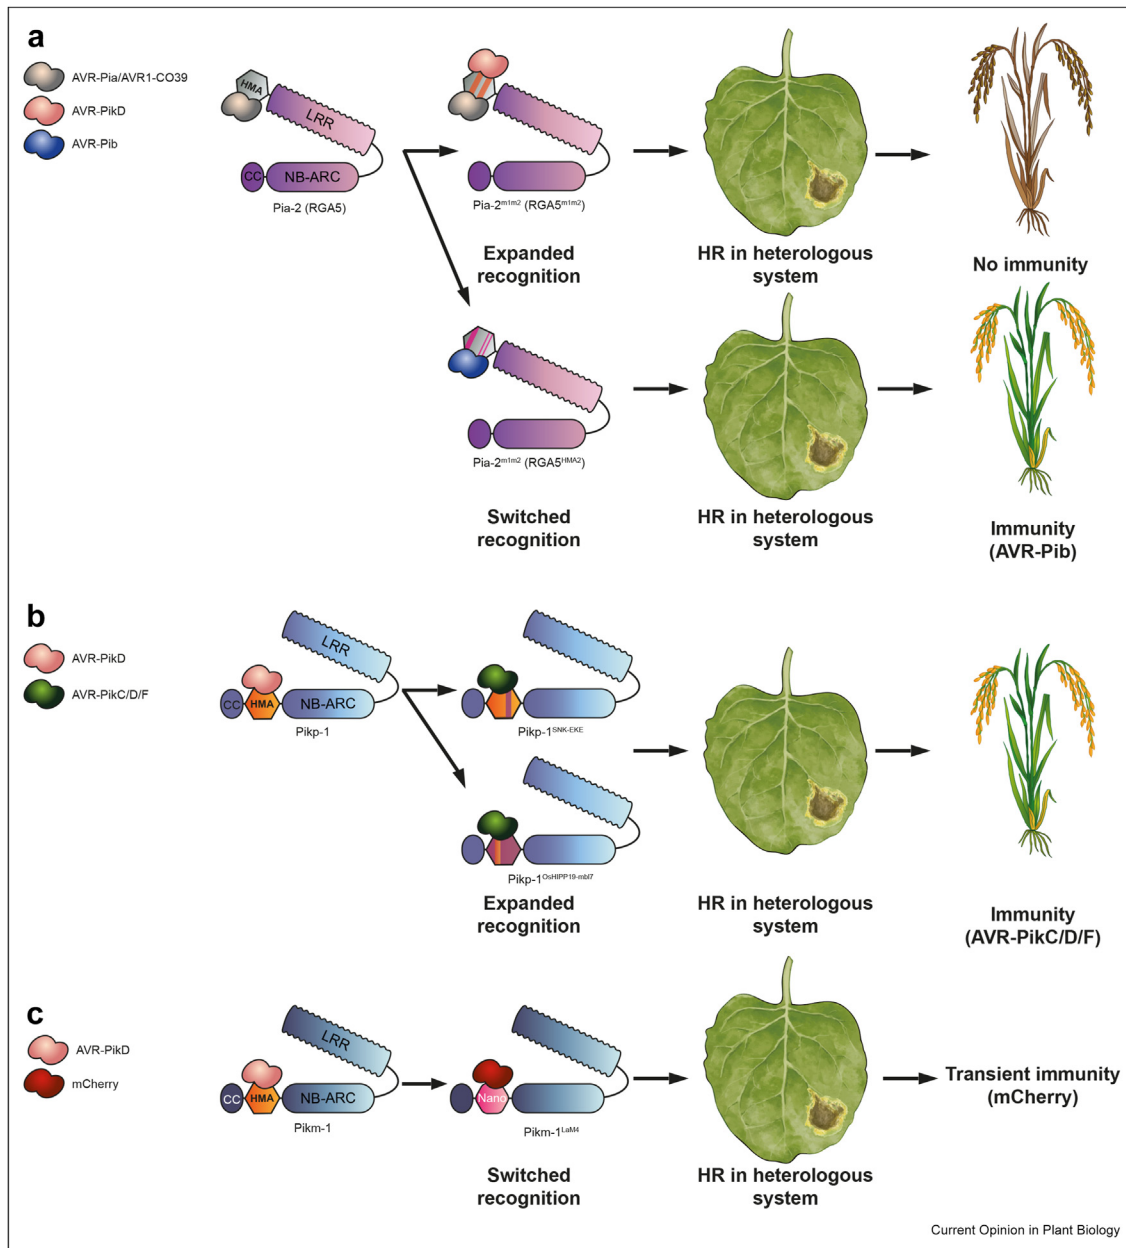 a
AVR-Pia/AVR1-CO39
AVR-PikD
AVR-Pib
HMA
LRR
CC
NB-ARC
Pia-2 (RGA5)
Pia-2m1m2 (RGA5m1m2)
Expanded
recognition
HR in heterologous
system
No immunity
Pia-2m1m2 (RGA5HMA2)
Switched
recognition
HR in heterologous
system
Immunity
(AVR-Pib)
b
AVR-PikD
AVR-PikC/D/F
LRR
CC
HMA
NB-ARC
Pikp-1
Pikp-1SNK-EKE
Pikp-1OsHIPP19-mbl7
Expanded
recognition
HR in heterologous
system
Immunity
(AVR-PikC/D/F)
c
AVR-PikD
mCherry
LRR
CC
HMA
NB-ARC
Pikm-1
Nano
Pikm-1LaM4
Switched
recognition
HR in heterologous
system
Transient immunity
(mCherry)
Current Opinion in Plant Biology